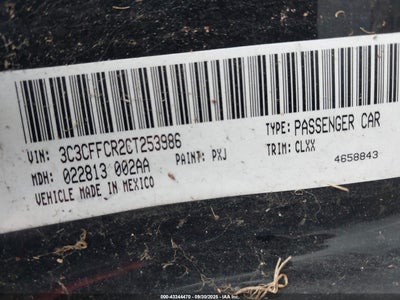 VIN: 3C3CFFCR2CT253986 TYPE: PASSENGER CAR
MDH: 022813 002AA PAINT: PXJ TRIM: CLXX
VEHICLE MADE IN MEXICO 4658843
000-43344470 - 09/30/2025 - IAA Inc.